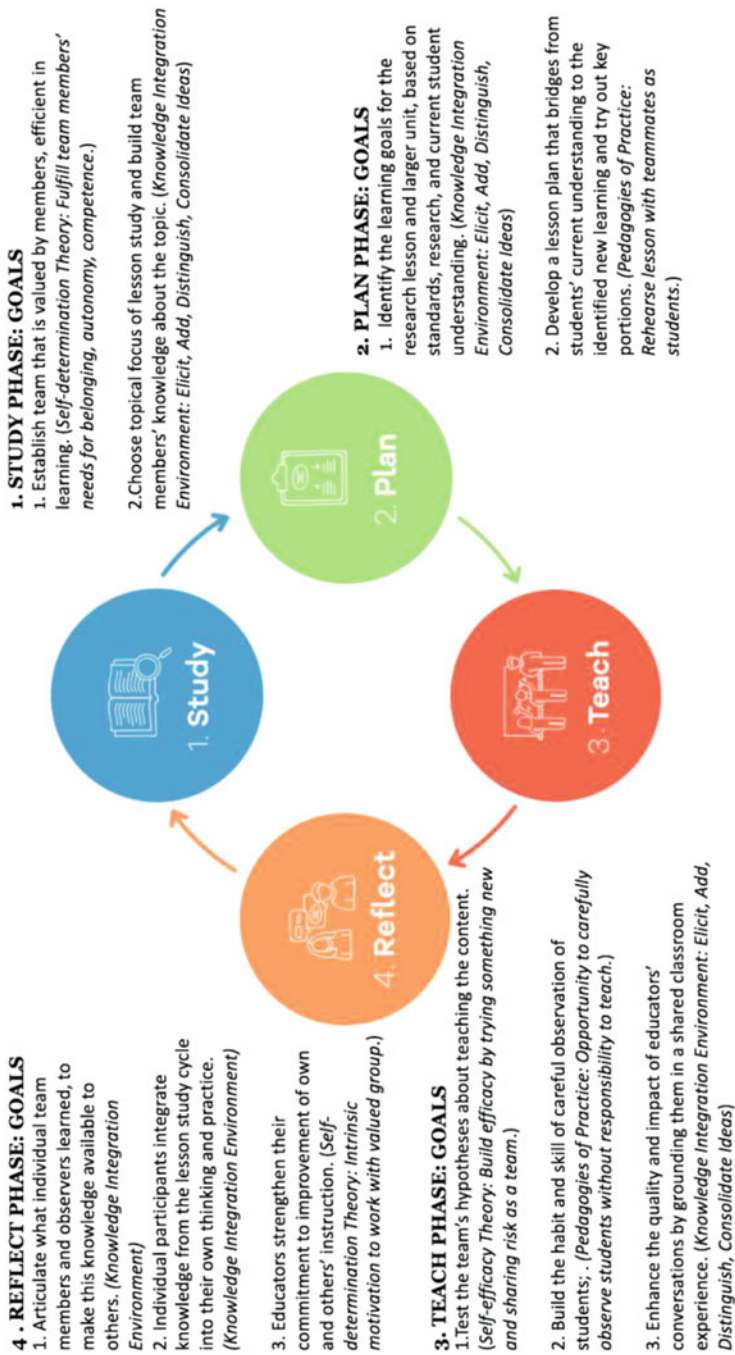 4 . REFLECT PHASE: GOALS
1. Articulate what individual team
members and observers learned, to
make this knowledge available to
others. (Knowledge Integration
Environment)
2. Individual participants integrate
knowledge from the lesson study cycle
into their own thinking and practice.
(Knowledge Integration Environment)
3. Educators strengthen their
commitment to improvement of own
and others' instruction. (Self-
determination Theory: Intrinsic
motivation to work with valued group.)
3. TEACH PHASE: GOALS
1.Test the team's hypotheses about teaching the content.
(Self-efficacy Theory: Build efficacy by trying something new
and sharing risk as a team.)
2. Build the habit and skill of careful observation of
students; . (Pedagogies of Practice: Opportunity to carefully
observe students without responsibility to teach.)
3. Enhance the quality and impact of educators'
conversations by grounding them in a shared classroom
experience. (Knowledge Integration Environment: Elicit, Add,
Distinguish, Consolidate Ideas)
1. Study
2. Plan
3. Teach
4. Reflect
1. STUDY PHASE: GOALS
1. Establish team that is valued by members, efficient in
learning. (Self-determination Theory: Fulfill team members'
needs for belonging, autonomy, competence.)
2.Choose topical focus of lesson study and build team
members' knowledge about the topic. (Knowledge Integration
Environment: Elicit, Add, Distinguish, Consolidate Ideas)
2. PLAN PHASE: GOALS
1. Identify the learning goals for the
research lesson and larger unit, based on
standards, research, and current student
understanding. (Knowledge Integration
Environment: Elicit, Add, Distinguish,
Consolidate Ideas)
2. Develop a lesson plan that bridges from
students' current understanding to the
identified new learning and try out key
portions. (Pedagogies of Practice:
Rehearse lesson with teammates as
students.)